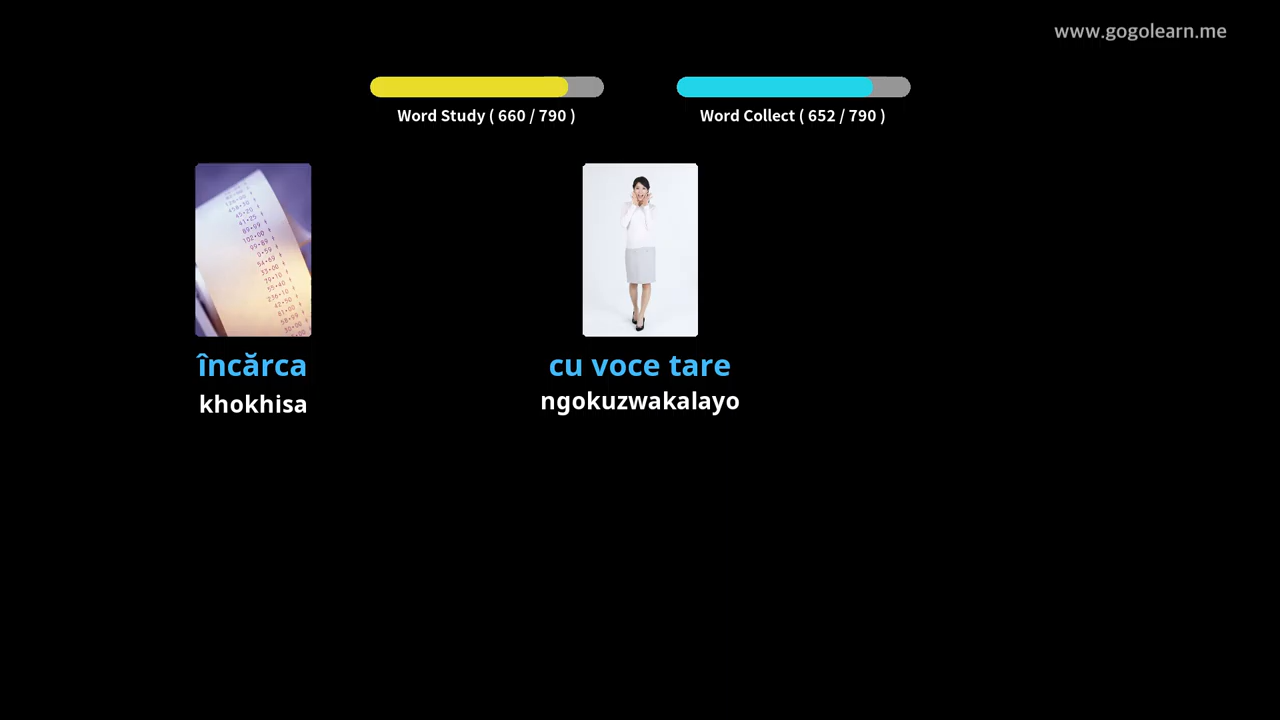 www.gogolearn.me
Word Study ( 660 / 790 )
Word Collect ( 652 / 790 )
încărca
khokhisa
cu voce tare
ngokuzwakalayo